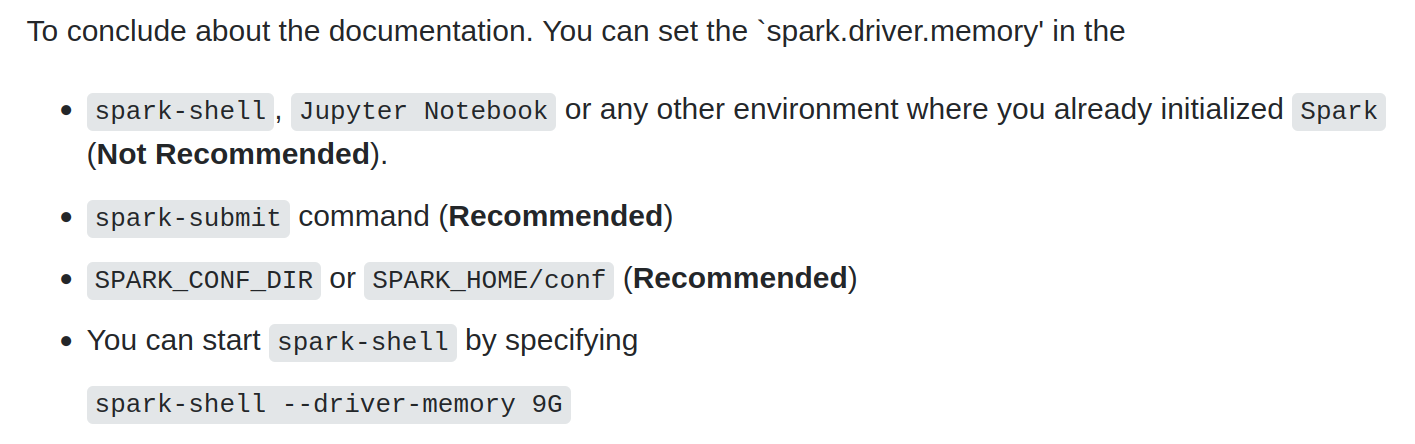 To conclude about the documentation. You can set the `spark.driver.memory' in the
• spark-shell, Jupyter Notebook or any other environment where you already initialized Spark
(Not Recommended).
• spark-submit command (Recommended)
• SPARK_CONF_DIR or SPARK_HOME/conf (Recommended)
• You can start spark-shell by specifying
spark-shell --driver-memory 9G